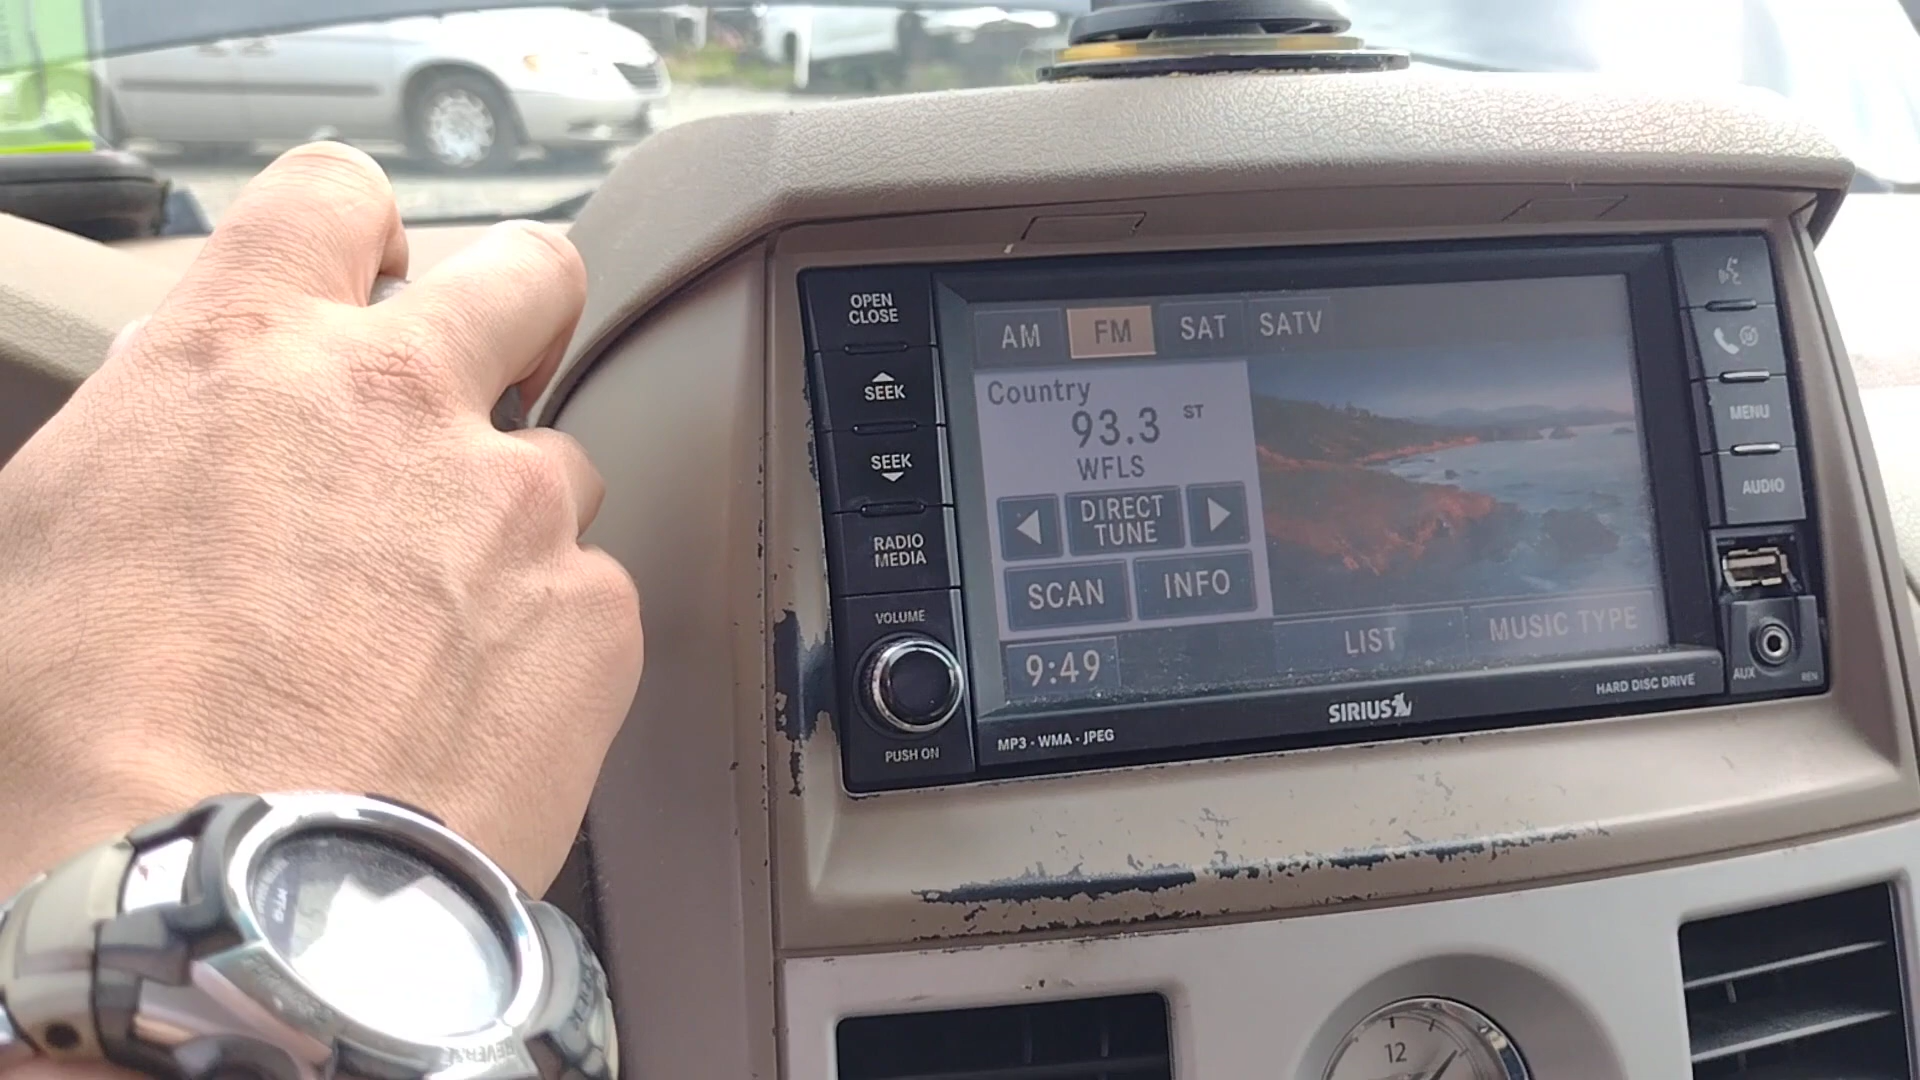 OPEN
CLOSE
SEEK
SEEK
RADIO
MEDIA
VOLUME
PUSH ON
AM FM SAT SATV
Country
93.3 ST
WFLS
DIRECT
TUNE
SCAN INFO
9:49 LIST MUSIC TYPE
MP3 · WMA · JPEG
SIRIUS
HARD DISC DRIVE
MENU
AUDIO
AUX
12
REVERSE